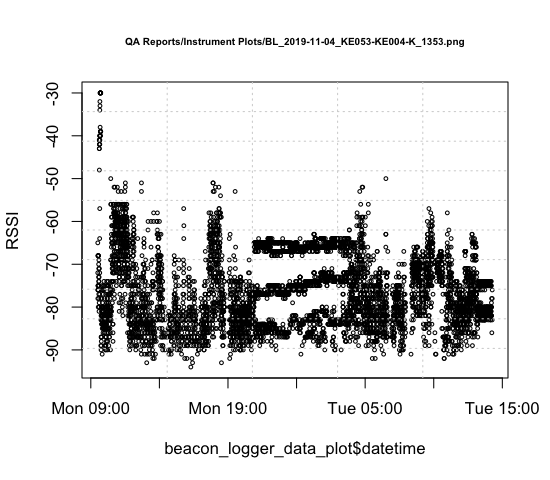 QA Reports/Instrument Plots/BL_2019-11-04_KE053-KE004-K_1353.png
-30
-40
-50
-60
-70
-80
-90
RSSI
Mon 09:00 Mon 19:00 Tue 05:00 Tue 15:00
beacon_logger_data_plot$datetime